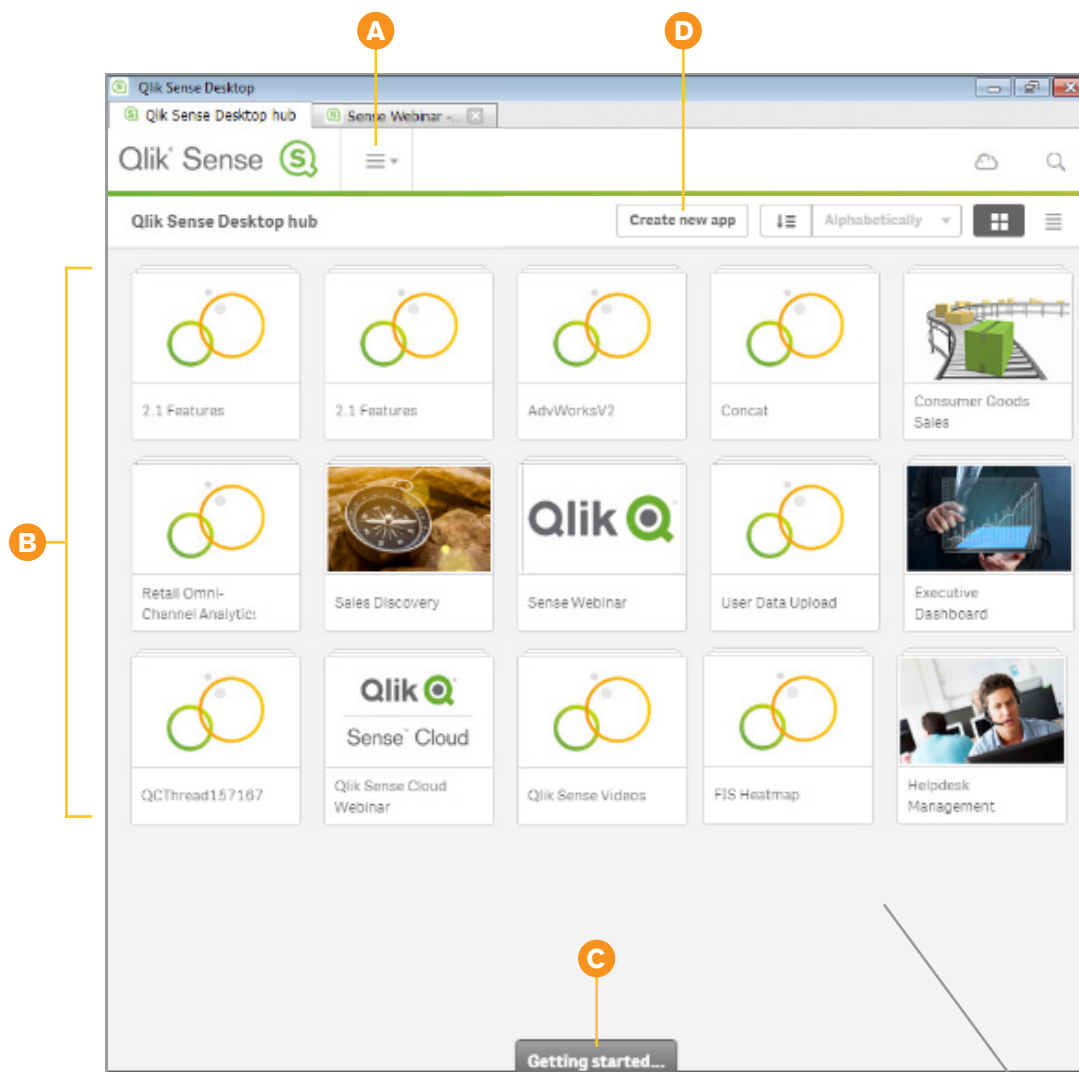 A
D
Qlik Sense Desktop
Qlik Sense Desktop hub
Sense Webinar -...
Qlik Sense
Qlik Sense Desktop hub
Create new app
Alphabetically
2.1 Features
2.1 Features
AdvWorksV2
Concat
Consumer Goods
Sales
B
Qlik
Retail Omni-
Channel Analytics
Sales Discovery
Sense Webinar
User Data Upload
Executive
Dashboard
Qlik
Sense™ Cloud
QCThread157167
Qlik Sense Cloud
Webinar
Qlik Sense Videos
FIS Heatmap
Helpdesk
Management
C
Getting started...